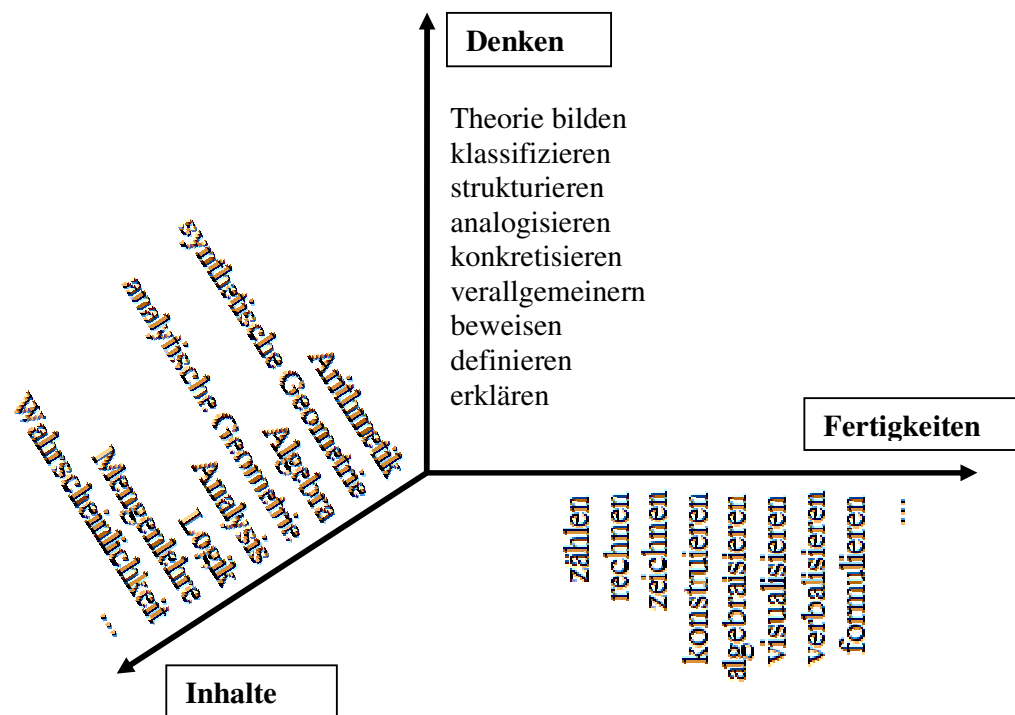 Denken
Theorie bilden
klassifizieren
strukturieren
analogisieren
konkretisieren
verallgemeinern
beweisen
definieren
erklären
Fertigkeiten
zählen
rechnen
zeichnen
konstruieren
algebraisieren
visualisieren
verbalisieren
formulieren
...
Arithmetik
synthetische Geometrie
Algebra
analytische Geometrie
Analysis
Logik
Mengenlehre
Wahrscheinlichkeit
...
Inhalte